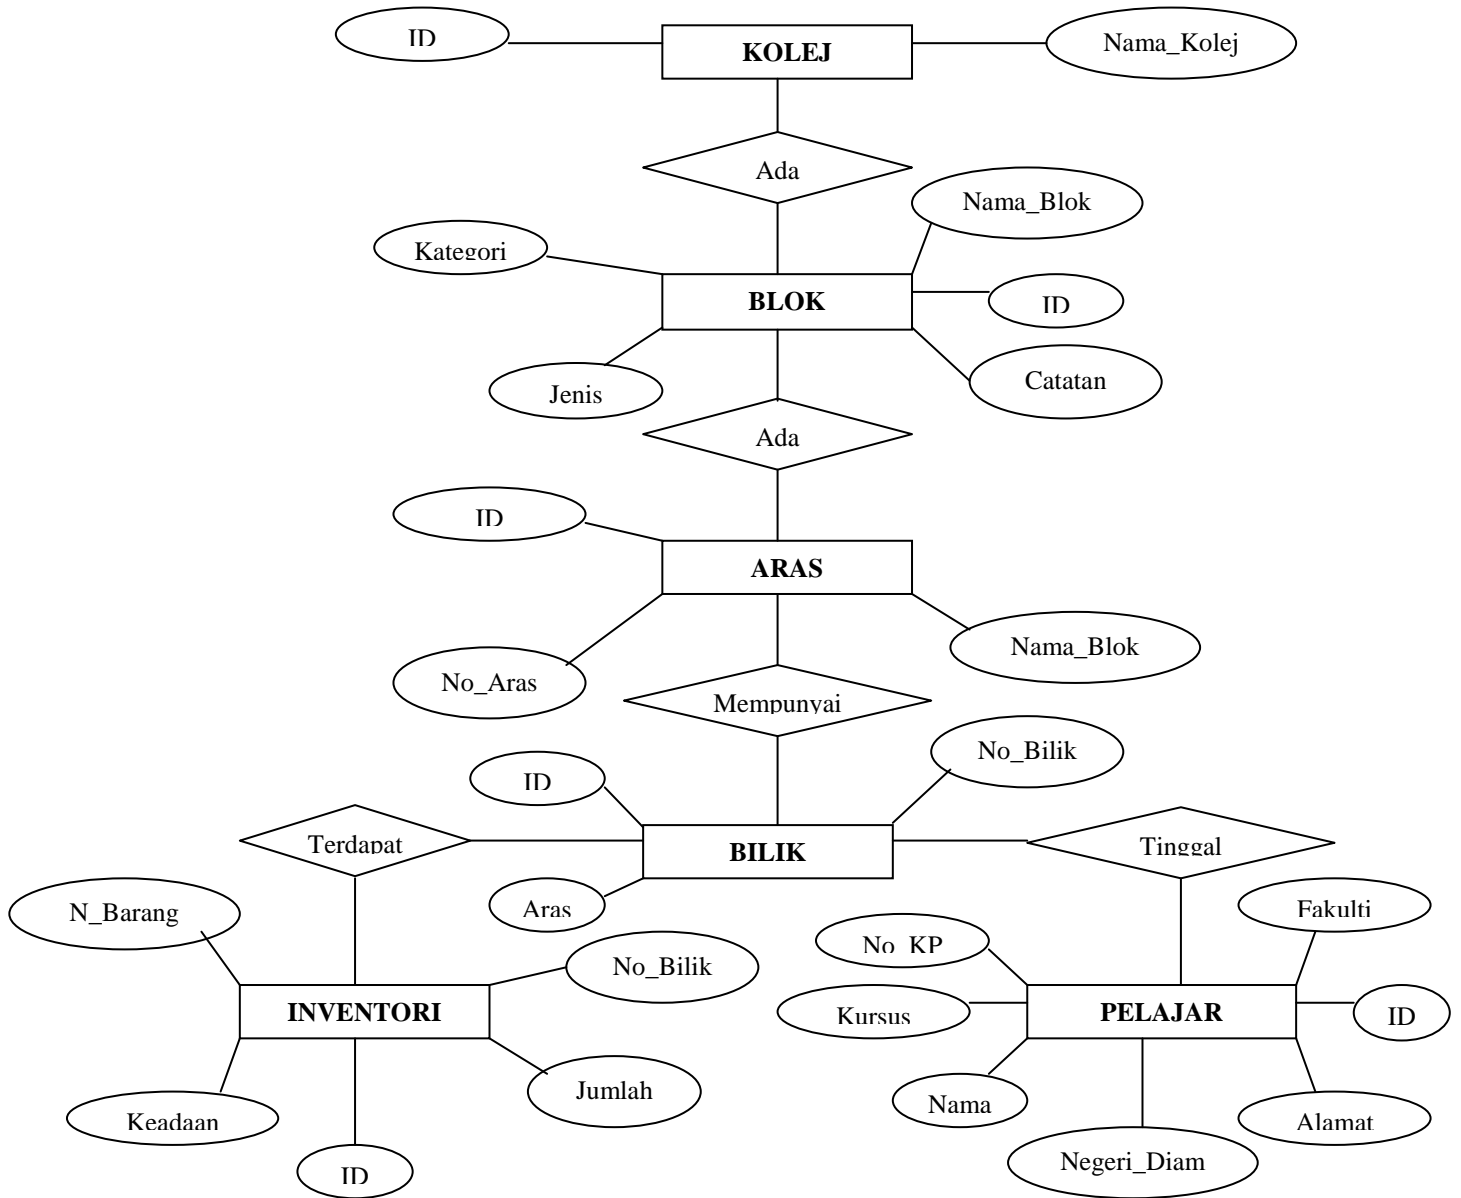 ID
KOLEJ
Nama_Kolej
Ada
Nama_Blok
Kategori
BLOK
ID
Jenis
Catatan
Ada
ID
ARAS
No_Aras
Nama_Blok
Mempunyai
No_Bilik
ID
Terdapat
BILIK
Tinggal
Aras
N_Barang
Fakulti
No_KP
No_Bilik
INVENTORI
Kursus
PELAJAR
ID
Jumlah
Nama
Keadaan
Alamat
ID
Negeri_Diam